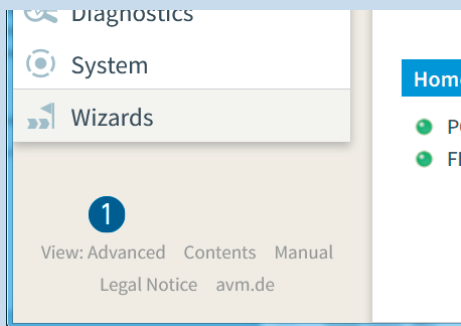 Diagnostics
System
Wizards
1
View: Advanced Contents Manual
Legal Notice avm.de